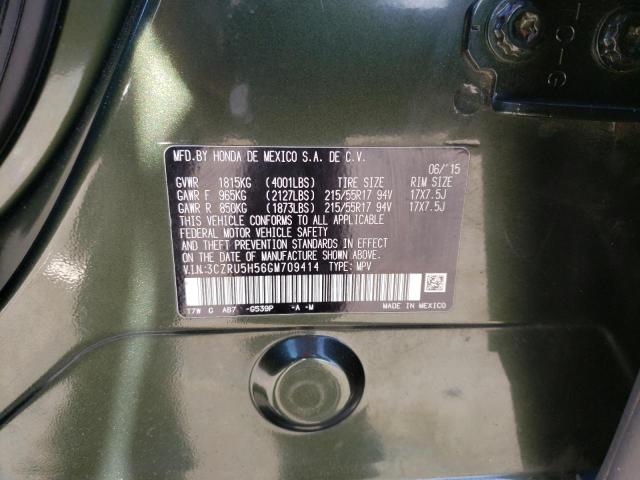 MFD.BY HONDA DE MEXICO S.A. DE C.V.
06/'15
GVWR 1815KG (4001LBS) TIRE SIZE RIM SIZE
GAWR F 965KG (2127LBS) 215/55R17 94V 17X7.5J
GAWR R 850KG (1873LBS) 215/55R17 94V 17X7.5J
THIS VEHICLE CONFORMS TO ALL APPLICABLE
FEDERAL MOTOR VEHICLE SAFETY
AND THEFT PREVENTION STANDARDS IN EFFECT
ON THE DATE OF MANUFACTURE SHOWN ABOVE.
V.I.N.:3CZRU5H56GM709414 TYPE: MPV
T7W G AB7 -G539P -A -M MADE IN MEXICO